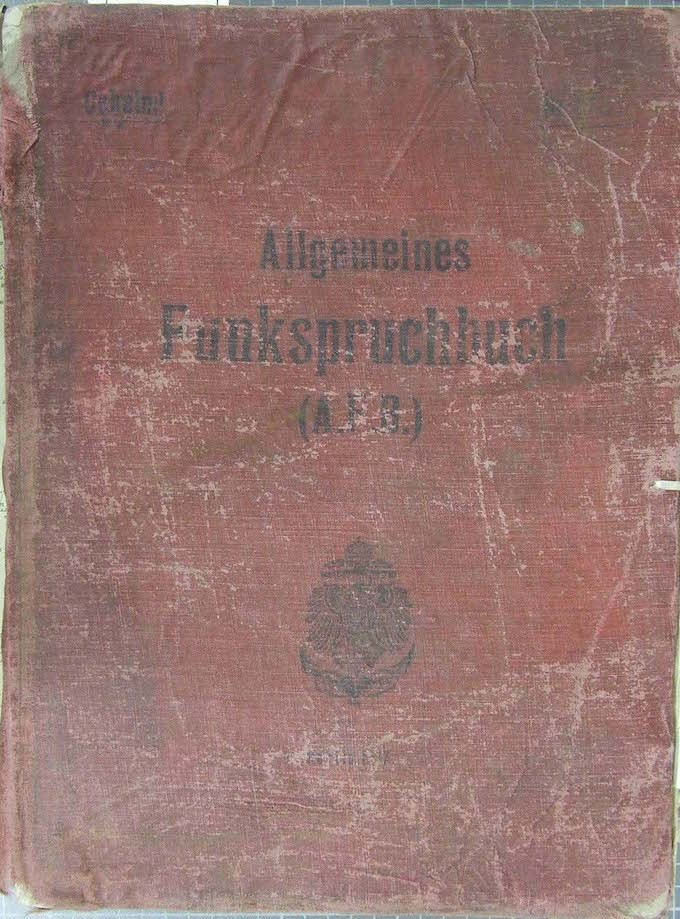 Geheim!
Allgemeines
Funkspruchbuch
(A.F.B.)